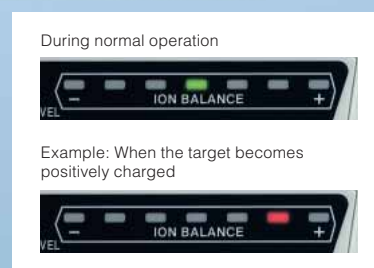 During normal operation
− ION BALANCE +
VEL
Example: When the target becomes
positively charged
− ION BALANCE +
VEL